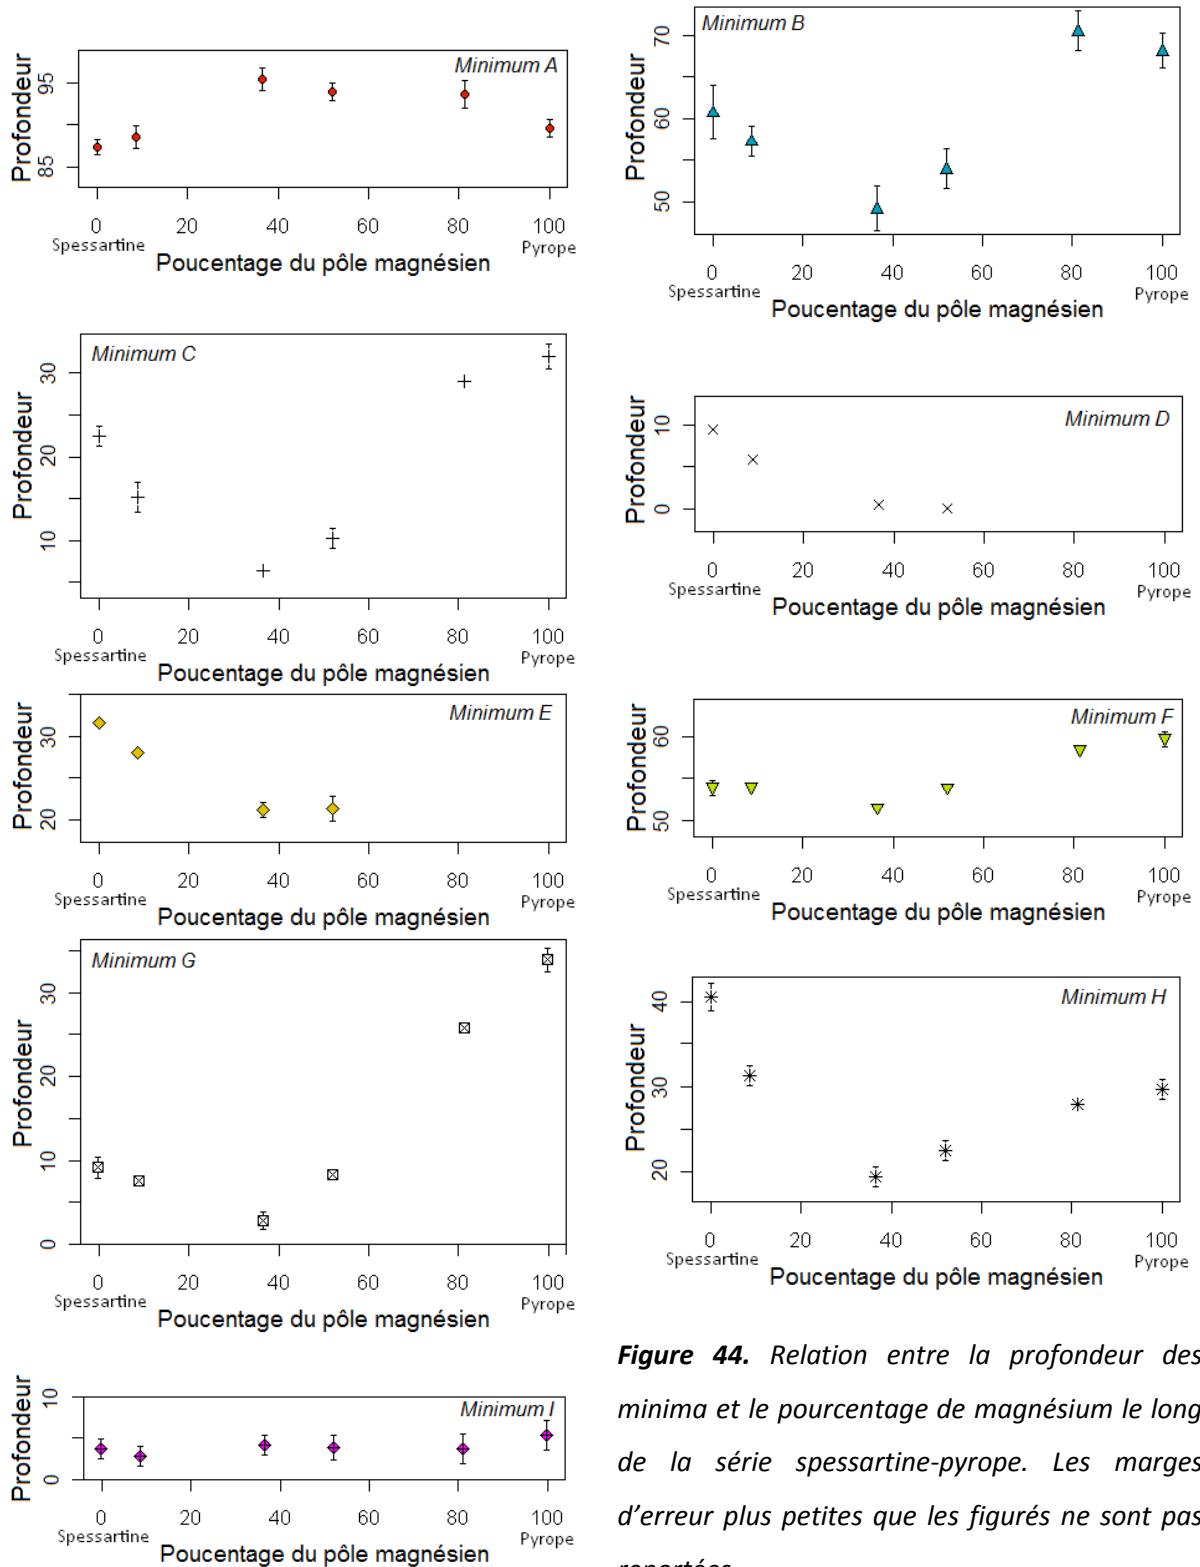 Minimum A
Profondeur
95
85
0 20 40 60 80 100
Spessartine Pyrope
Poucentage du pôle magnésien
Minimum B
Profondeur
70
60
50
0 20 40 60 80 100
Spessartine Pyrope
Poucentage du pôle magnésien
Minimum C
Profondeur
30
20
10
0 20 40 60 80 100
Spessartine Pyrope
Poucentage du pôle magnésien
Minimum D
Profondeur
10
0
0 20 40 60 80 100
Spessartine Pyrope
Poucentage du pôle magnésien
Minimum E
Profondeur
30
20
0 20 40 60 80 100
Spessartine Pyrope
Poucentage du pôle magnésien
Minimum F
Profondeur
60
50
0 20 40 60 80 100
Spessartine Pyrope
Poucentage du pôle magnésien
Minimum G
Profondeur
30
20
10
0
0 20 40 60 80 100
Spessartine Pyrope
Poucentage du pôle magnésien
Minimum H
Profondeur
40
30
20
0 20 40 60 80 100
Spessartine Pyrope
Poucentage du pôle magnésien
Minimum I
Profondeur
10
0
0 20 40 60 80 100
Spessartine Pyrope
Poucentage du pôle magnésien
Figure 44. Relation entre la profondeur des
minima et le pourcentage de magnésium le long
de la série spessartine-pyrope. Les marges
d'erreur plus petites que les figurés ne sont pas